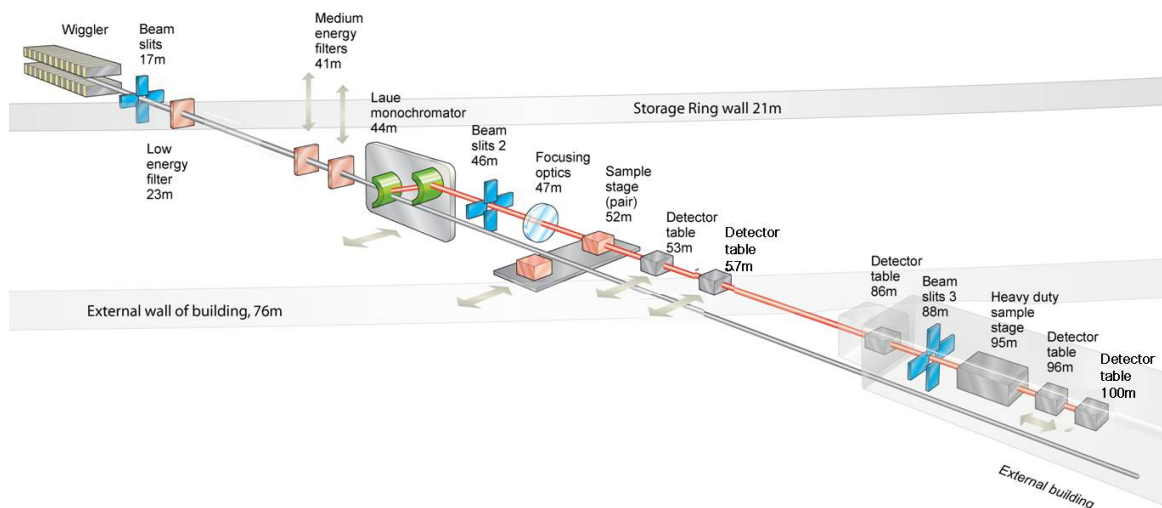 Wiggler
Beam
slits
17m
Medium
energy
filters
41m
Storage Ring wall 21m
Laue
monochromator
44m
Low
energy
filter
23m
Beam
slits 2
46m
Focusing
optics
47m
Sample
stage
(pair)
52m
Detector
table
53m
Detector
table
57m
External wall of building, 76m
Detector
table
86m
Beam
slits 3
88m
Heavy duty
sample
stage
95m
Detector
table
96m
Detector
table
100m
External building